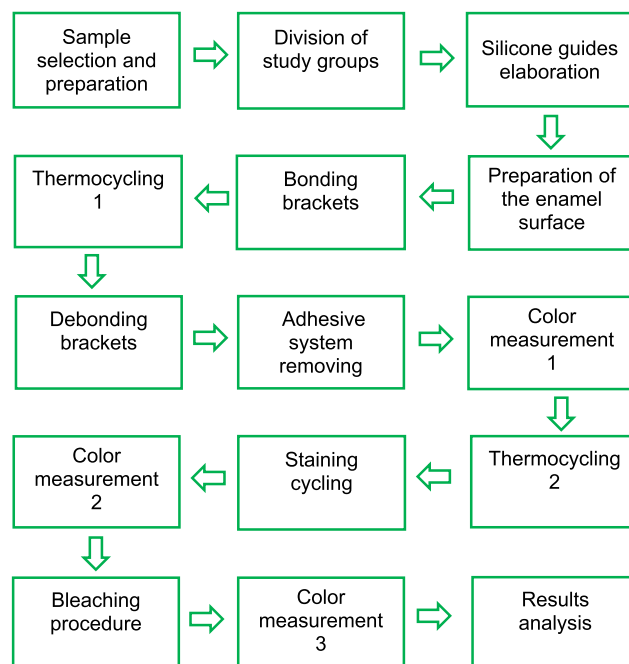 Sample
selection and
preparation
Division of
study groups
Silicone guides
elaboration
Preparation of
the enamel
surface
Bonding
brackets
Thermocycling
1
Debonding
brackets
Adhesive
system
removing
Color
measurement
1
Thermocycling
2
Staining
cycling
Color
measurement
2
Bleaching
procedure
Color
measurement
3
Results
analysis